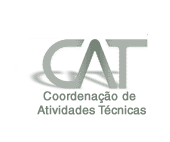 CAT
Coordenação de
Atividades Técnicas